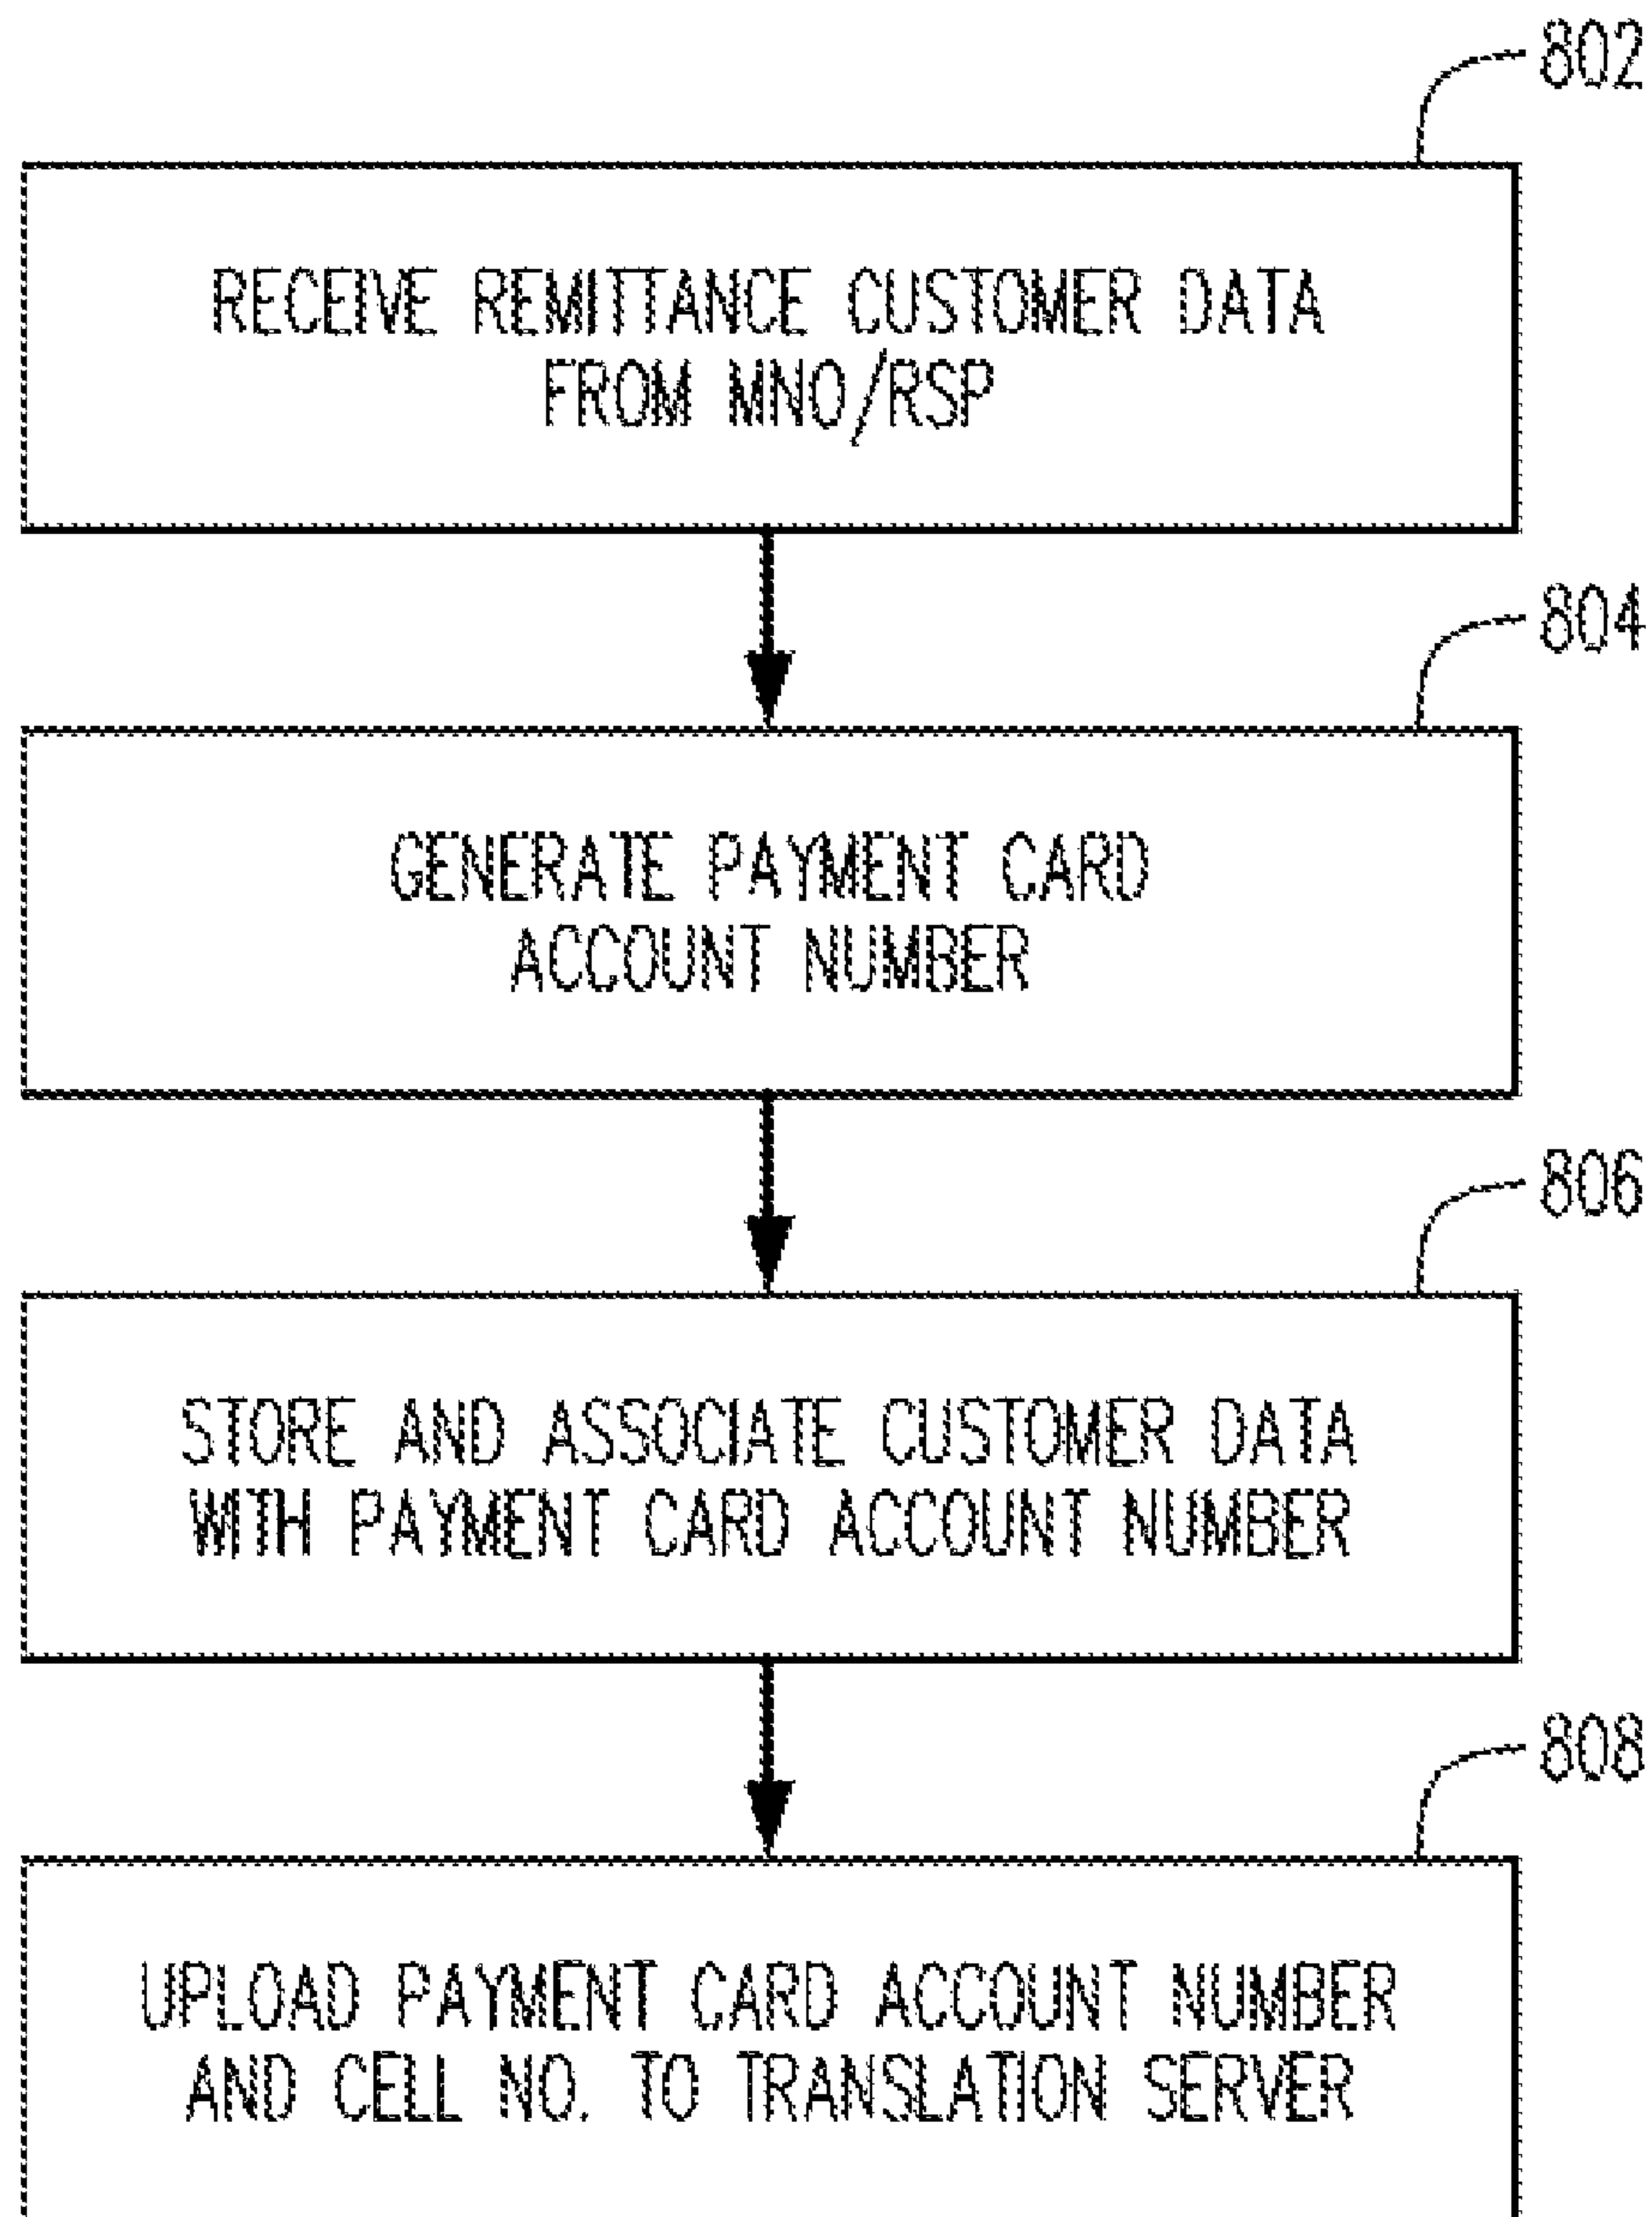 802
RECEIVE REMITTANCE CUSTOMER DATA
FROM MNO/RSP
804
GENERATE PAYMENT CARD
ACCOUNT NUMBER
806
STORE AND ASSOCIATE CUSTOMER DATA
WITH PAYMENT CARD ACCOUNT NUMBER
808
UPLOAD PAYMENT CARD ACCOUNT NUMBER
AND CELL NO. TO TRANSLATION SERVER